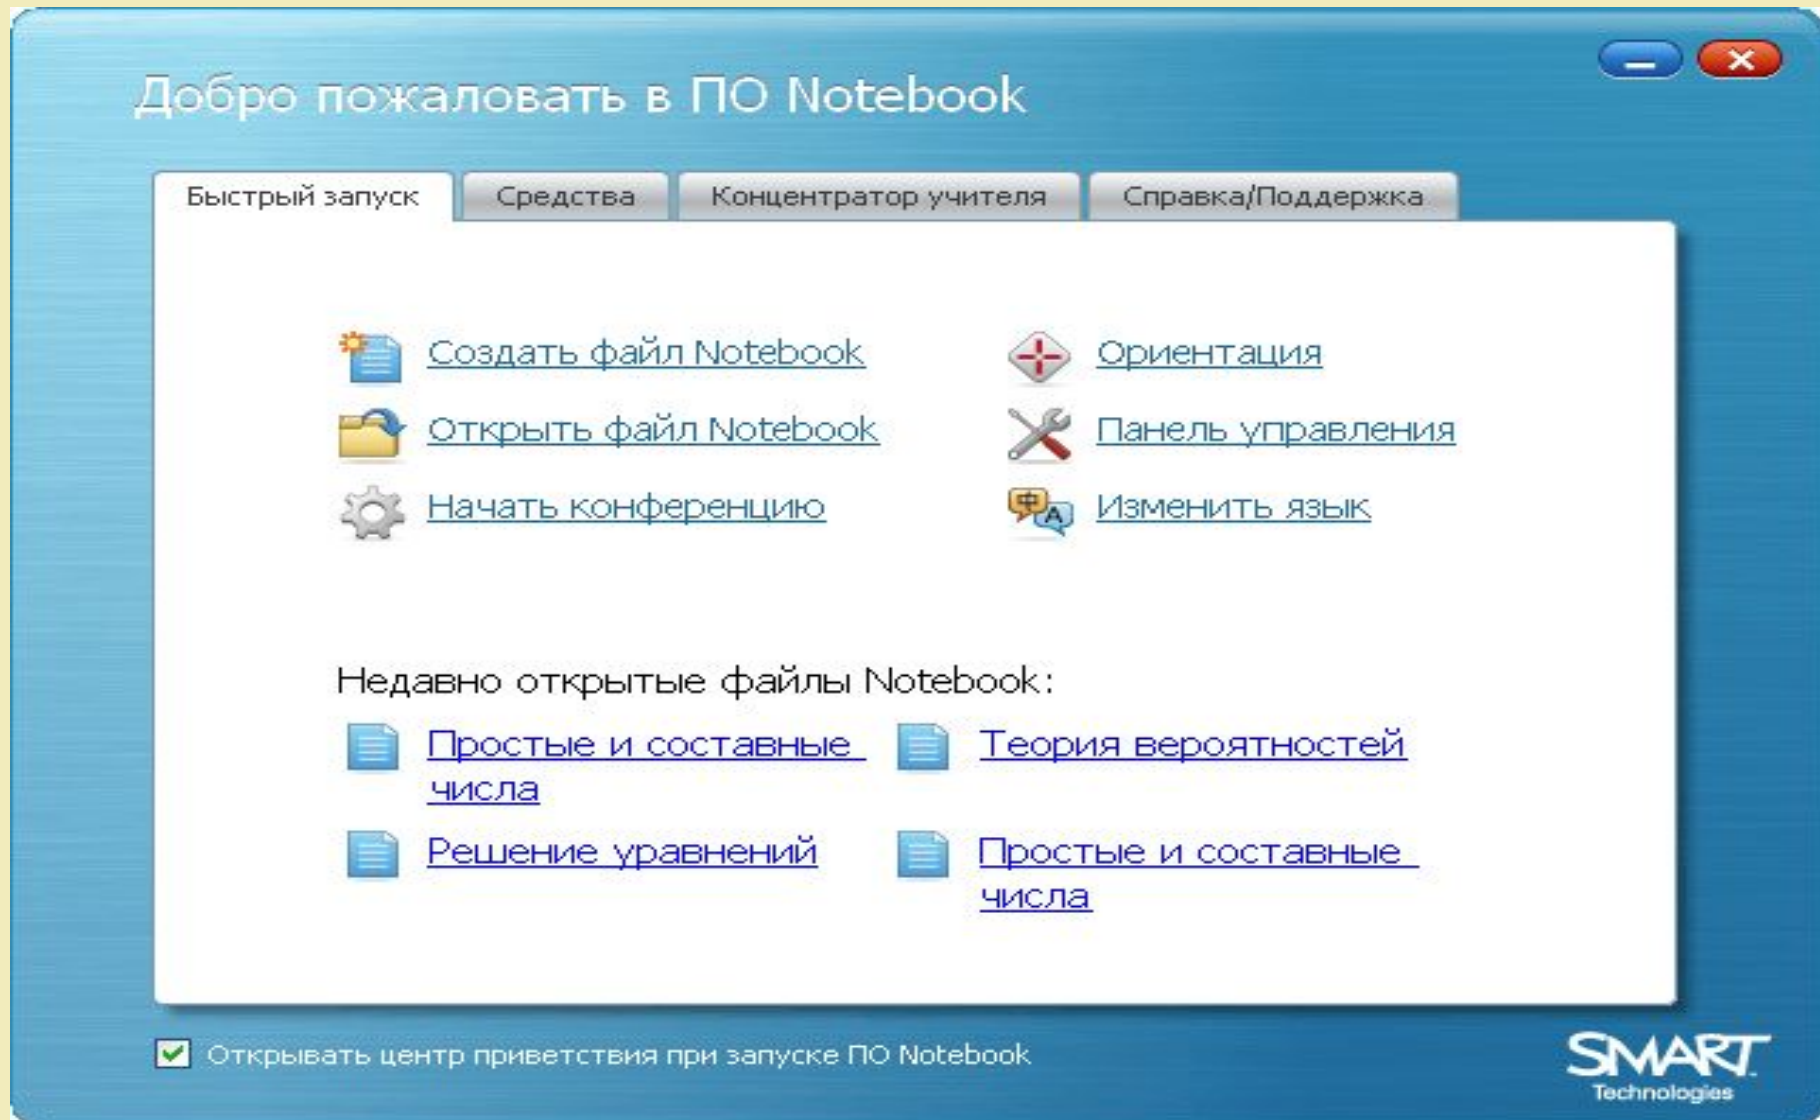 Добро пожаловать в ПО Notebook
Быстрый запуск
Средства
Концентратор учителя
Справка/Поддержка
Создать файл Notebook
Ориентация
Открыть файл Notebook
Панель управления
Начать конференцию
Изменить язык
Недавно открытые файлы Notebook:
Простые и составные
числа
Теория вероятностей
Решение уравнений
Простые и составные
числа
Открывать центр приветствия при запуске ПО Notebook
SMART
Technologies